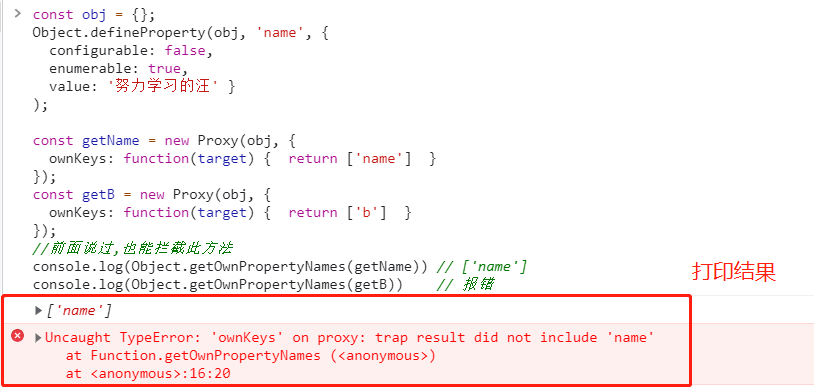 const obj = {};
Object.defineProperty(obj, 'name', {
  configurable: false,
  enumerable: true,
  value: '努力学习的汪' }
);

const getName = new Proxy(obj, {
  ownKeys: function(target) {  return ['name']  }
});
const getB = new Proxy(obj, {
  ownKeys: function(target) {  return ['b']  }
});
//前面说过,也能拦截此方法
console.log(Object.getOwnPropertyNames(getName)) // ['name']
console.log(Object.getOwnPropertyNames(getB))    // 报错
打印结果
▶['name']
▶Uncaught TypeError: 'ownKeys' on proxy: trap result did not include 'name'
    at Function.getOwnPropertyNames (<anonymous>)
    at <anonymous>:16:20